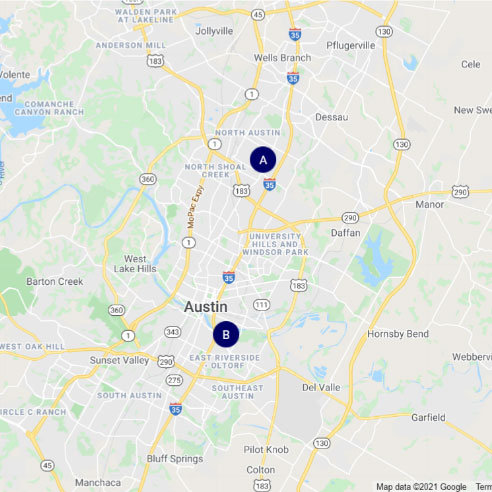 WALDEN PARK
AT LAKELINE
45
Jollyville
130
35
Pflugerville
ANDERSON MILL
183
Wells Branch
Cele
Volente
35
1
COMANCHE
CANYON RANCH
Dessau
New Sw
NORTH AUSTIN
1
130
A
NORTH SHOAL
CREEK
360
183
35
290
Manor
MoPac Expy
290
Daffan
1
UNIVERSITY
HILLS AND
WINDSOR PARK
West
Lake Hills
Barton Creek
35
183
Austin
111
360
B
343
Hornsby Bend
1
WEST OAK HILL
Sunset Valley
290
EAST RIVERSIDE
- OLTORF
Webbervi
275
SOUTHEAST
AUSTIN
Del Valle
SOUTH AUSTIN
35
CIRCLE C RANCH
Garfield
130
Pilot Knob
Bluff Springs
45
Colton
Manchaca
183
Map data ©2021 Google
Term